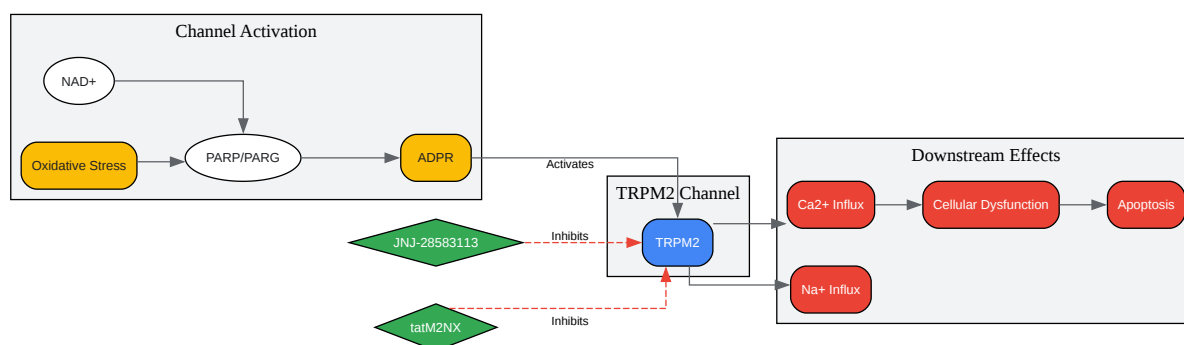 Channel Activation
NAD+
Oxidative Stress
PARP/PARG
ADPR
Activates
TRPM2 Channel
TRPM2
JNJ-28583113
Inhibits
tatM2NX
Inhibits
Downstream Effects
Ca2+ Influx
Cellular Dysfunction
Apoptosis
Na+ Influx